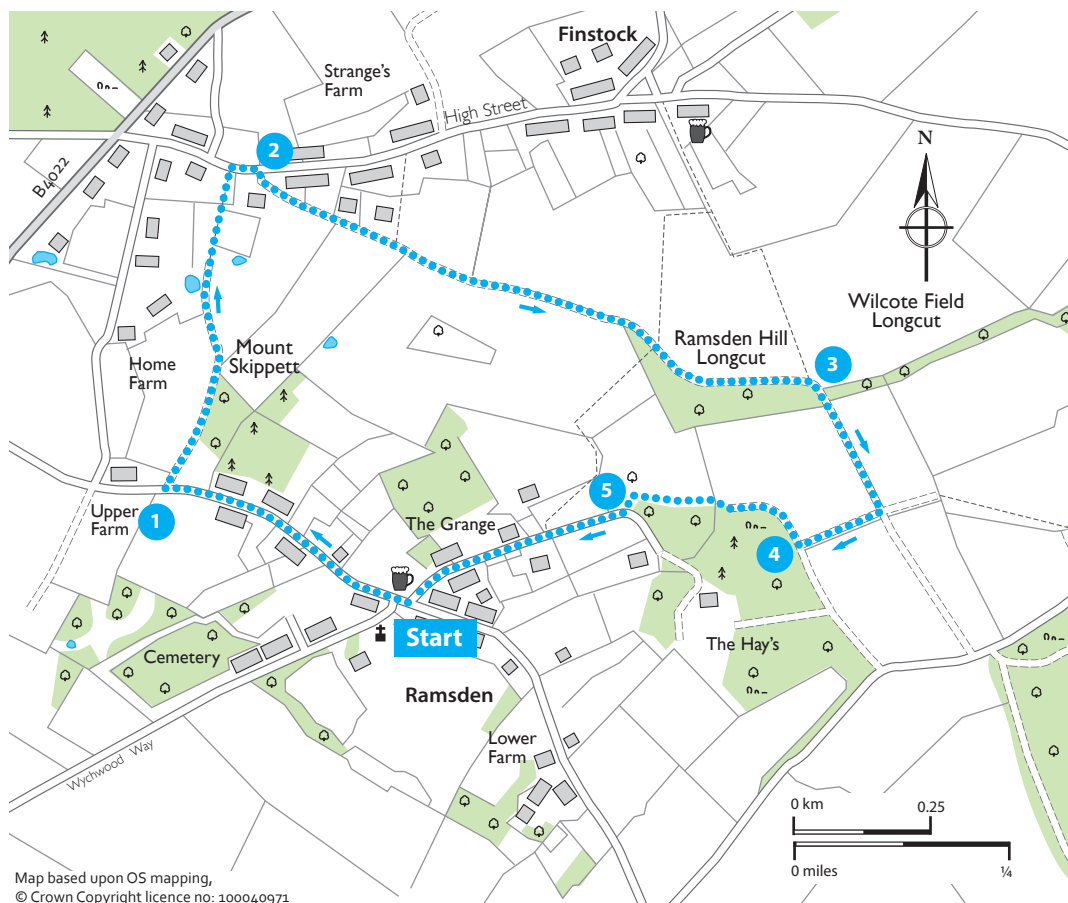 Finstock
Strange's
Farm
High Street
2
B4022
N
Wilcote Field
Longcut
Ramsden Hill
Longcut
3
Mount
Skippett
Home
Farm
5
Upper
Farm
1
The Grange
4
Start
Cemetery
The Hay's
Ramsden
Lower
Farm
Wychwood Way
0 km
0.25
0 miles
¼
Map based upon OS mapping,
© Crown Copyright licence no: 100040971